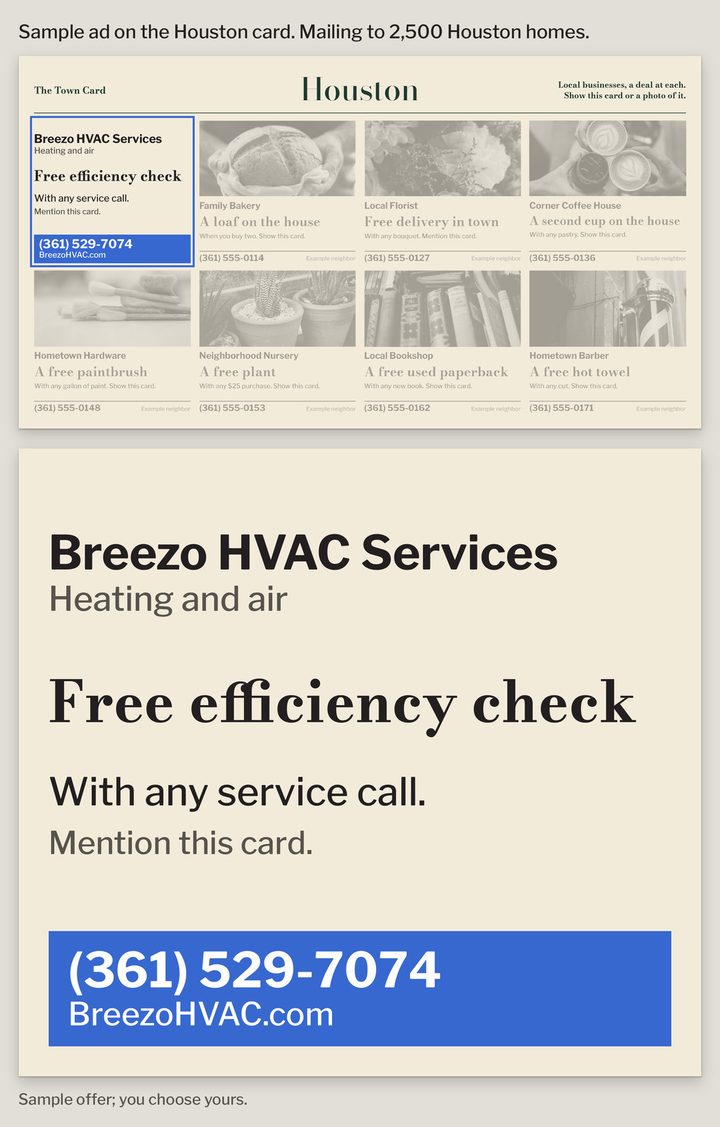 Sample ad on the Houston card. Mailing to 2,500 Houston homes.
The Town Card
Houston
Local businesses, a deal at each.
Show this card or a photo of it.
Breezo HVAC Services
Heating and air
Free efficiency check
With any service call.
Mention this card.
(361) 529-7074
BreezoHVAC.com
Family Bakery
A loaf on the house
When you buy two. Show this card.
(361) 555-0114 Example neighbor
Local Florist
Free delivery in town
With any bouquet. Mention this card.
(361) 555-0127 Example neighbor
Corner Coffee House
A second cup on the house
With any pastry. Show this card.
(361) 555-0136 Example neighbor
Hometown Hardware
A free paintbrush
With any gallon of paint. Show this card.
(361) 555-0148 Example neighbor
Neighborhood Nursery
A free plant
With any $25 purchase. Show this card.
(361) 555-0153 Example neighbor
Local Bookshop
A free used paperback
With any new book. Show this card.
(361) 555-0162 Example neighbor
Hometown Barber
A free hot towel
With any cut. Show this card.
(361) 555-0171 Example neighbor
Breezo HVAC Services
Heating and air
Free efficiency check
With any service call.
Mention this card.
(361) 529-7074
BreezoHVAC.com
Sample offer; you choose yours.